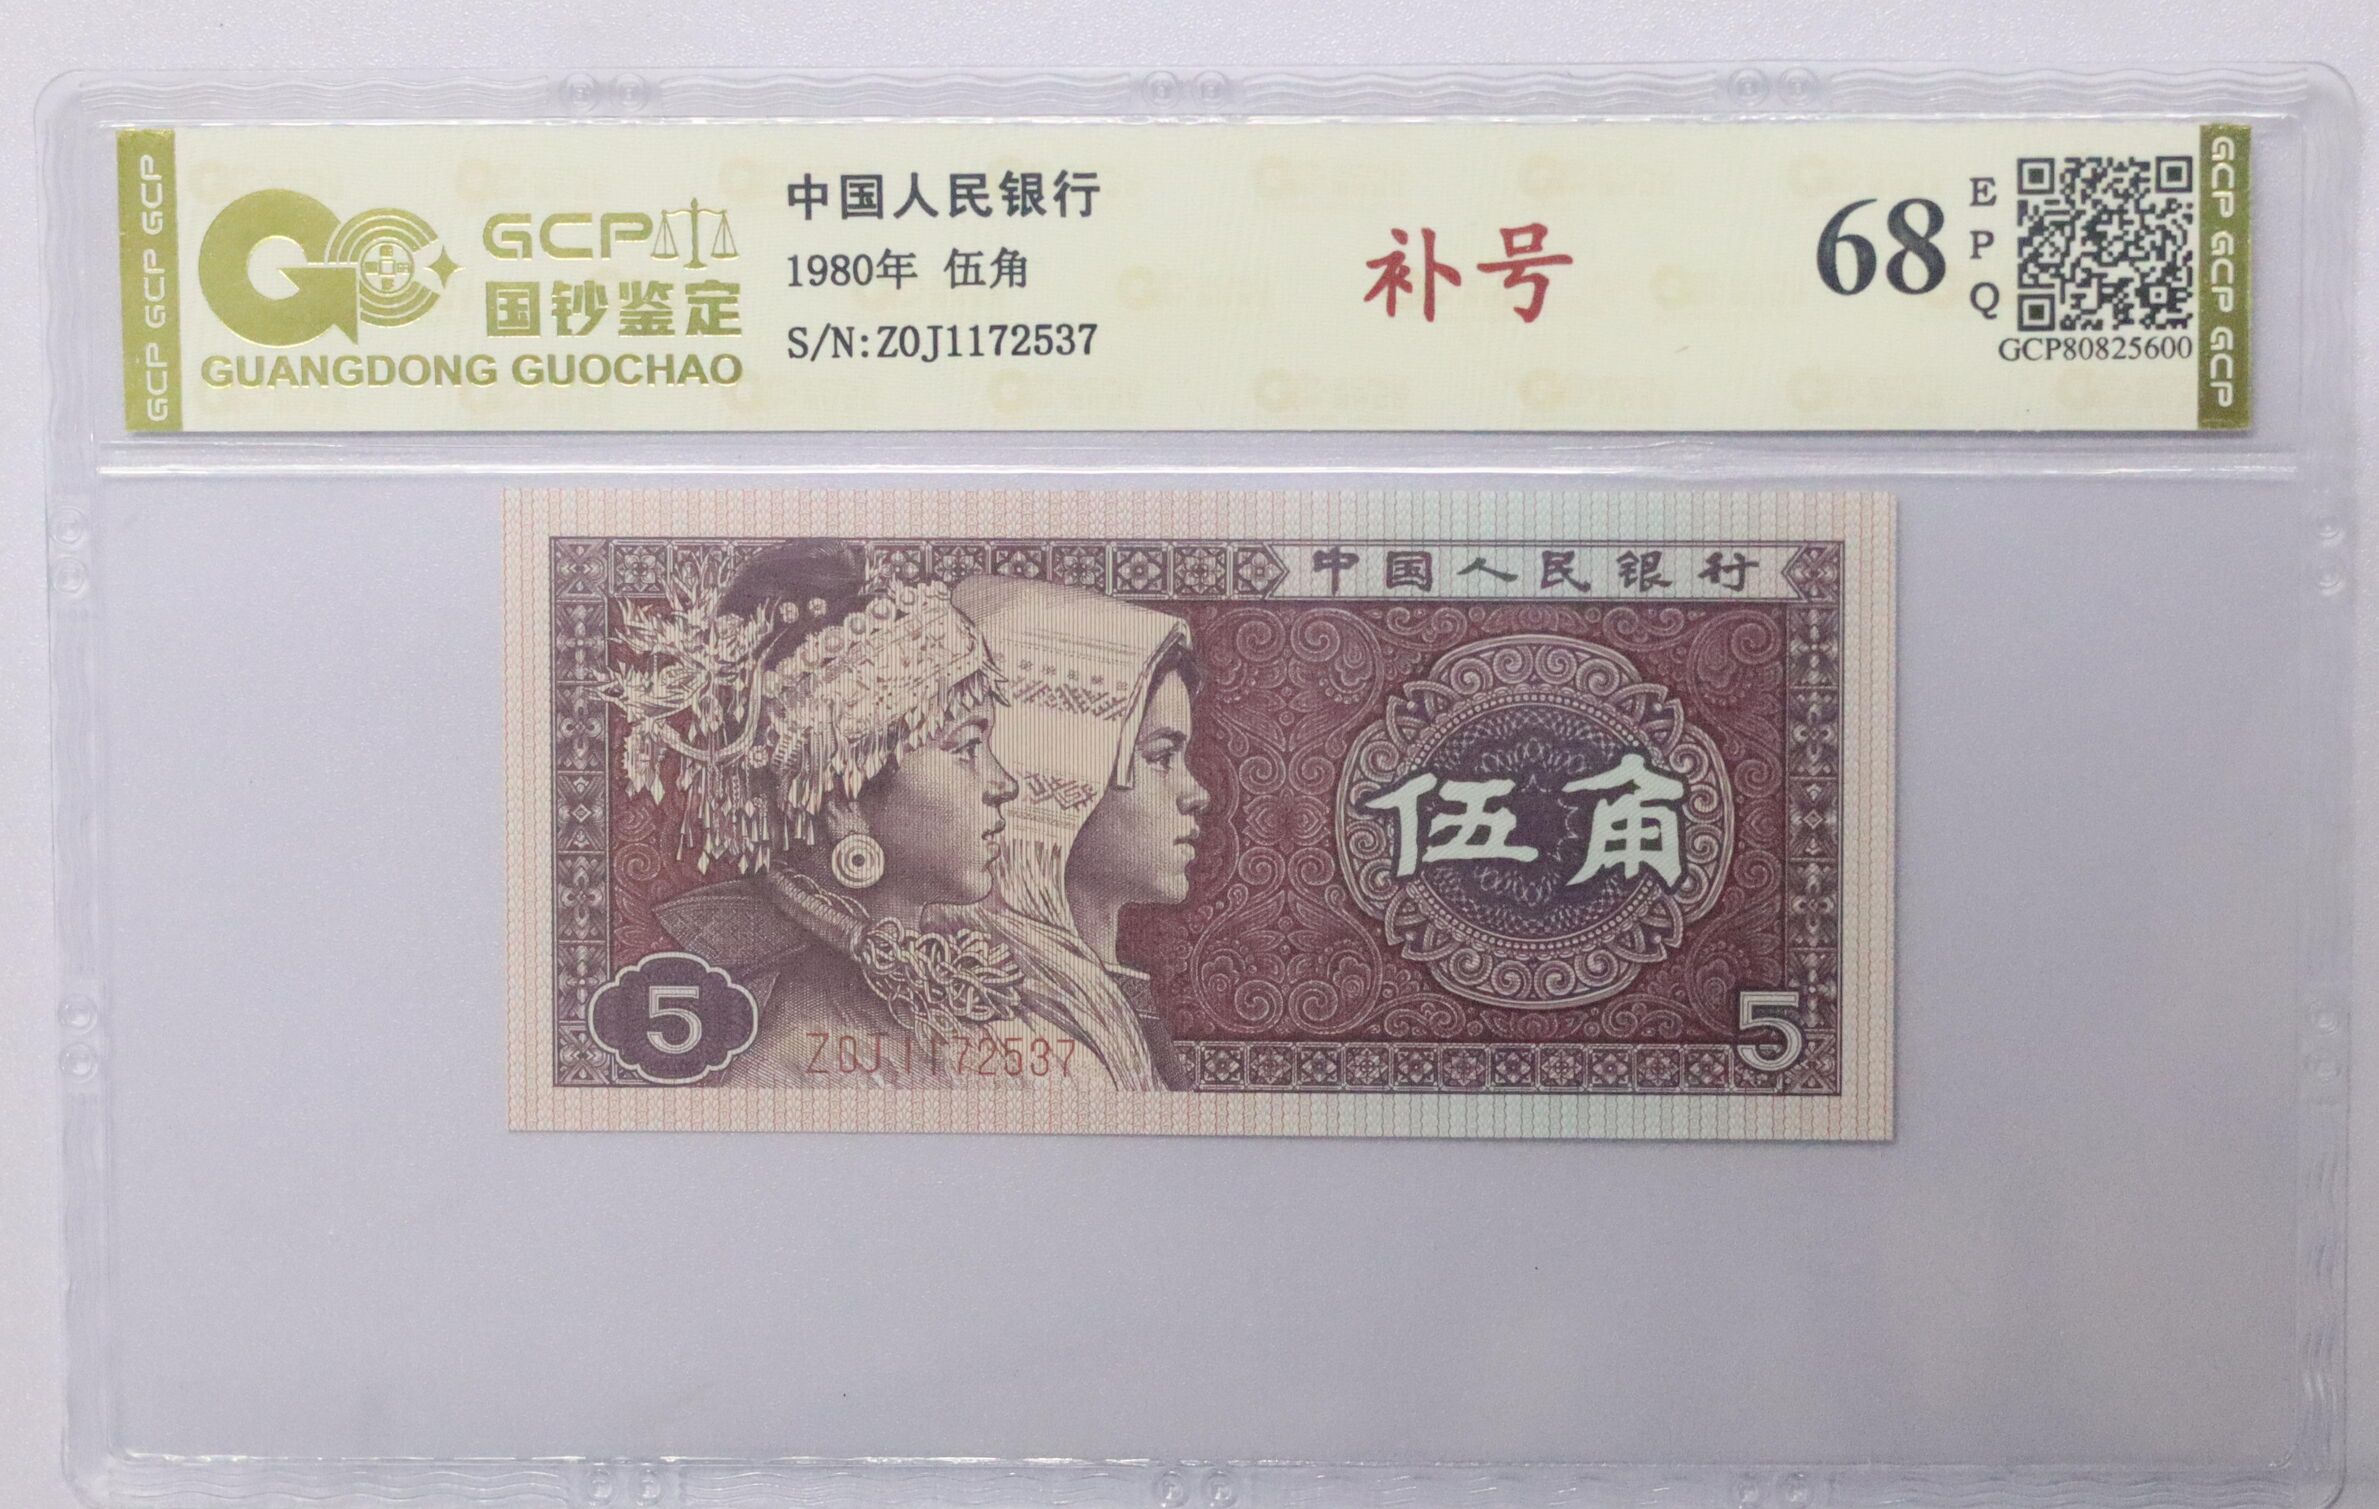 GCP GCP GCP
GCP
国钞鉴定
GUANGDONG GUOCHAO
中国人民银行
1980年 伍角
S/N:Z0J1172537
补号
68
EPQ
GCP80825600
GCP GCP GCP
中国人民银行
伍角
5
Z0J1172537
5